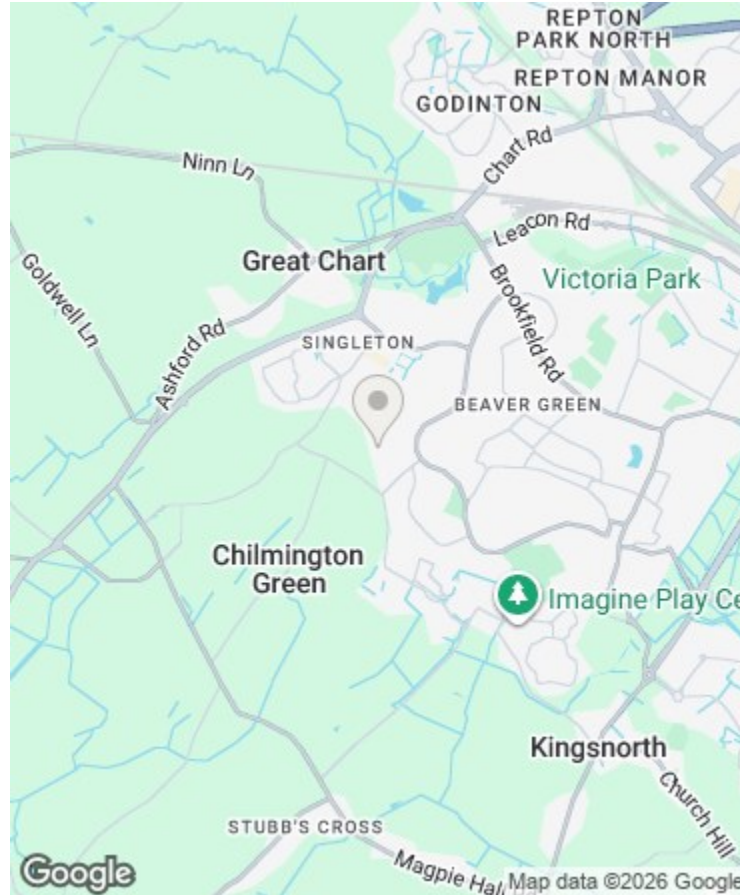 REPTON
PARK NORTH
REPTON MANOR
GODINTON
Chart Rd
Ninn Ln
Leacon Rd
Great Chart
Victoria Park
Goldwell Ln
Brookfield Rd
Ashford Rd
SINGLETON
BEAVER GREEN
Chilmington
Green
Imagine Play Ce
Kingsnorth
Church Hill
STUBB'S CROSS
Magpie Hall
Google
Map data ©2026 Google